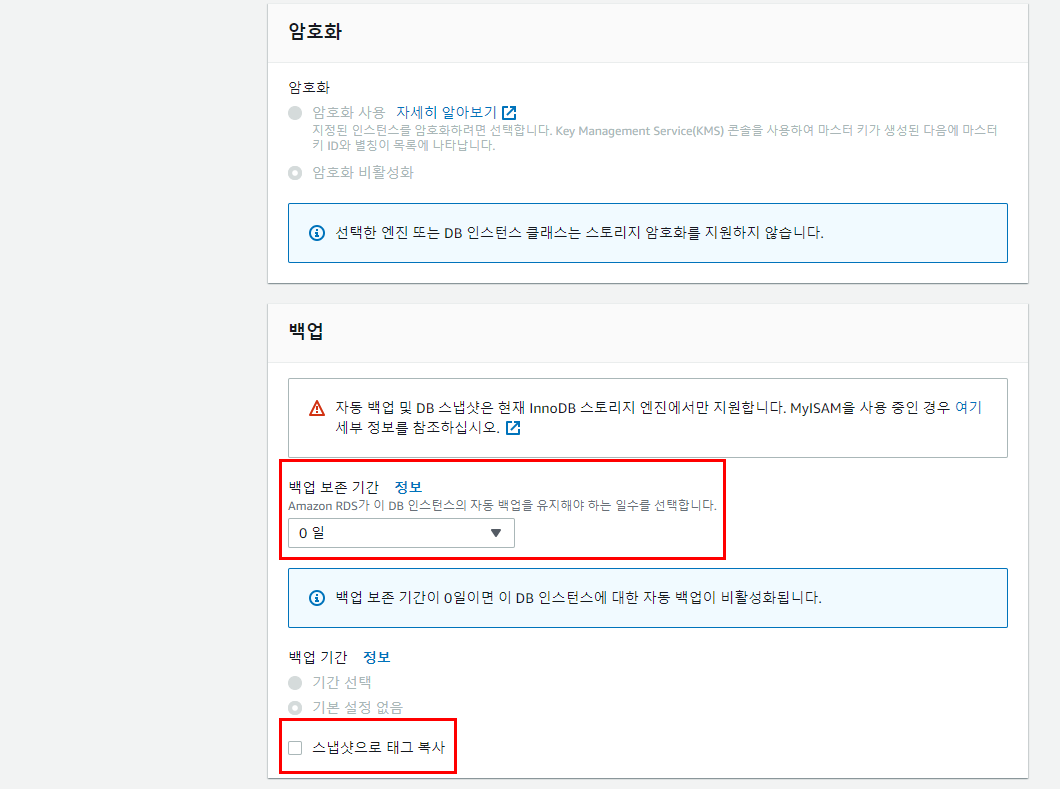 암호화
암호화
암호화 사용 자세히 알아보기
지정된 인스턴스를 암호화하려면 선택합니다. Key Management Service(KMS) 콘솔을 사용하여 마스터 키가 생성된 다음에 마스터
키 ID와 별칭이 목록에 나타납니다.
암호화 비활성화
선택한 엔진 또는 DB 인스턴스 클래스는 스토리지 암호화를 지원하지 않습니다.
백업
자동 백업 및 DB 스냅샷은 현재 InnoDB 스토리지 엔진에서만 지원합니다. MyISAM을 사용 중인 경우 여기
세부 정보를 참조하십시오.
백업 보존 기간 정보
Amazon RDS가 이 DB 인스턴스의 자동 백업을 유지해야 하는 일수를 선택합니다.
0 일
백업 보존 기간이 0일이면 이 DB 인스턴스에 대한 자동 백업이 비활성화됩니다.
백업 기간 정보
기간 선택
기본 설정 없음
스냅샷으로 태그 복사